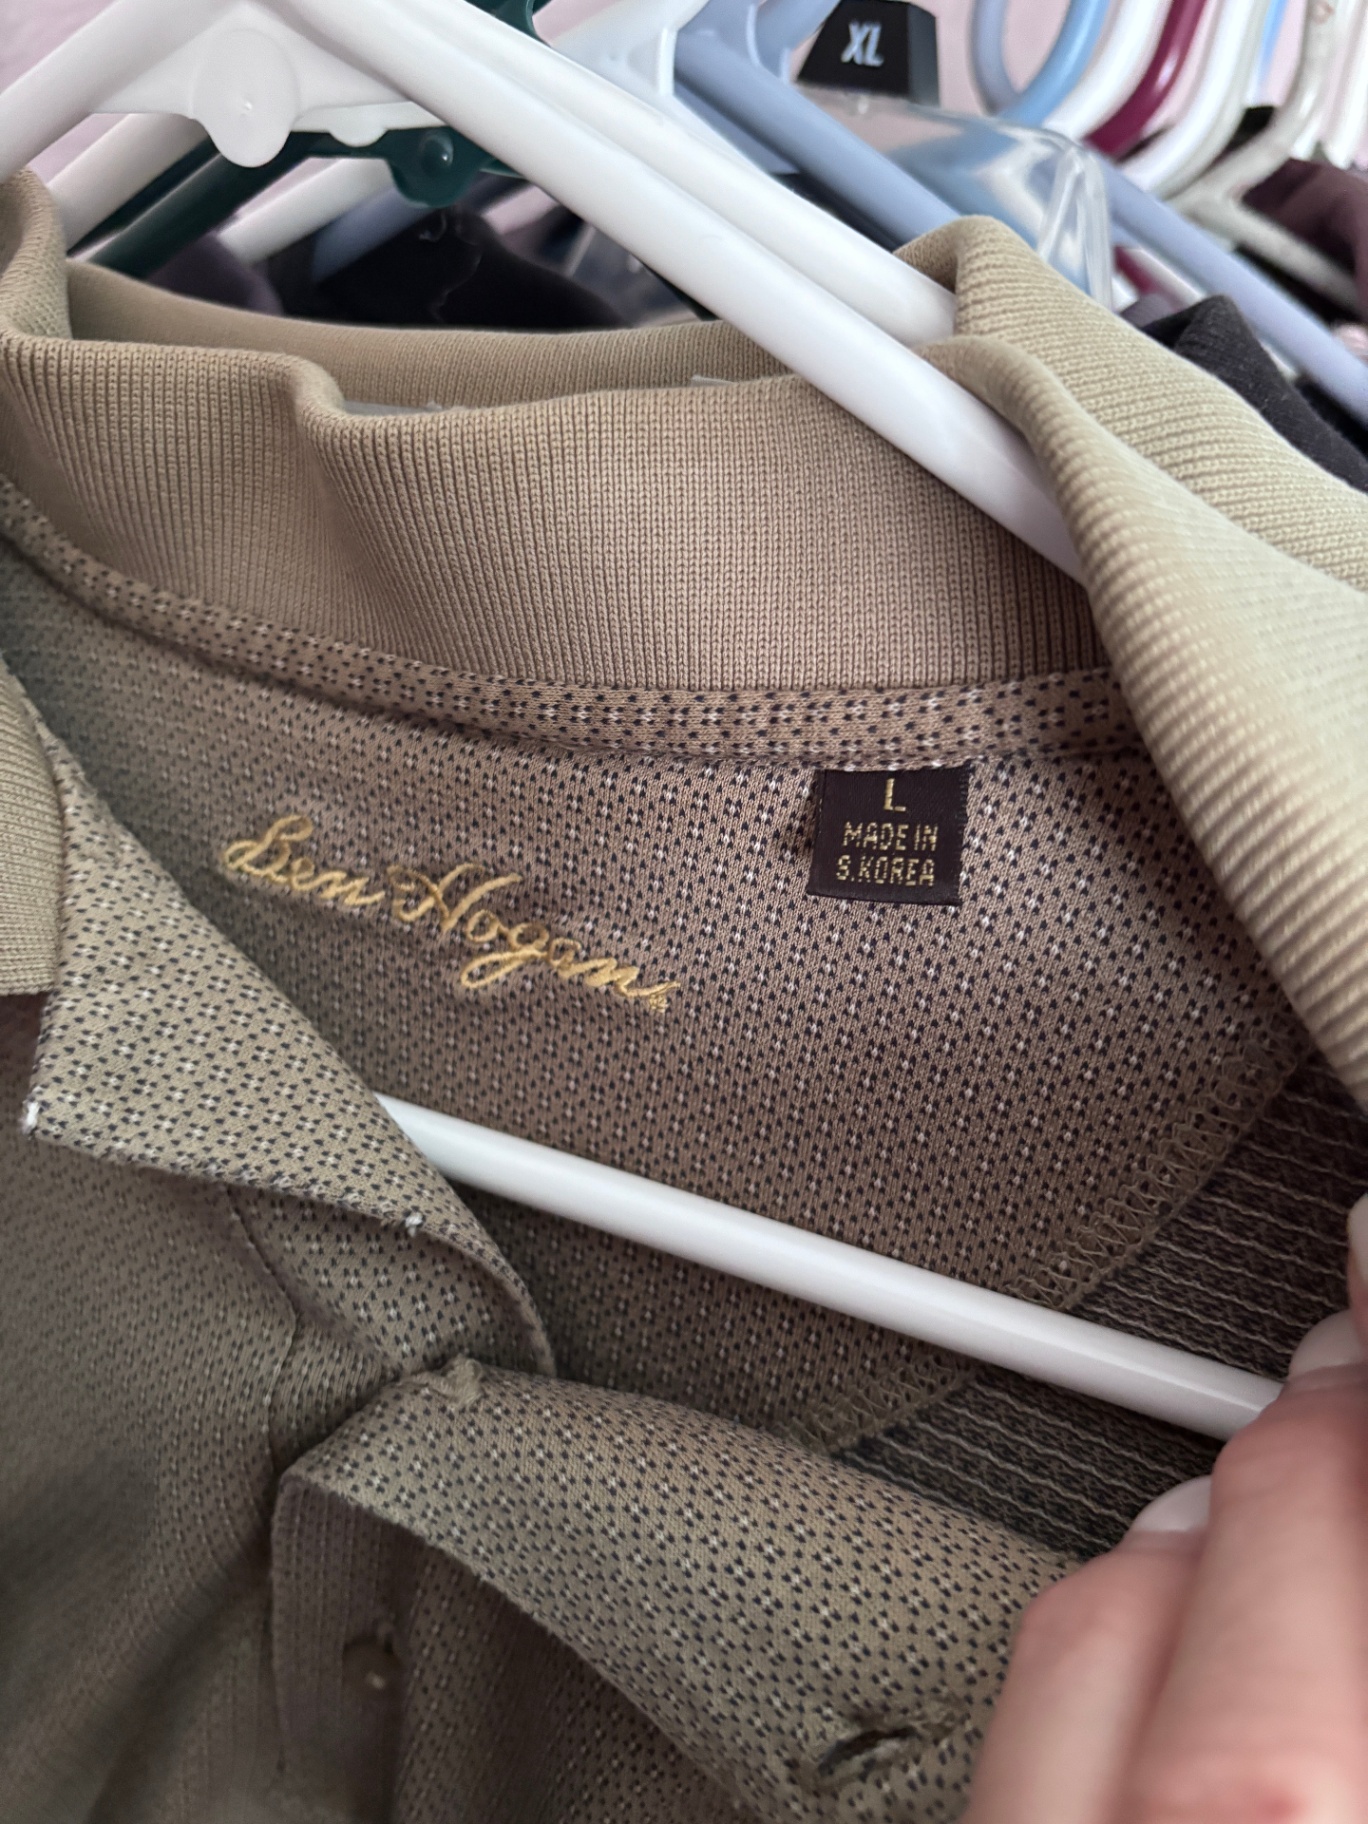 XL
L
MADE IN
S.KOREA
Ben Hogan